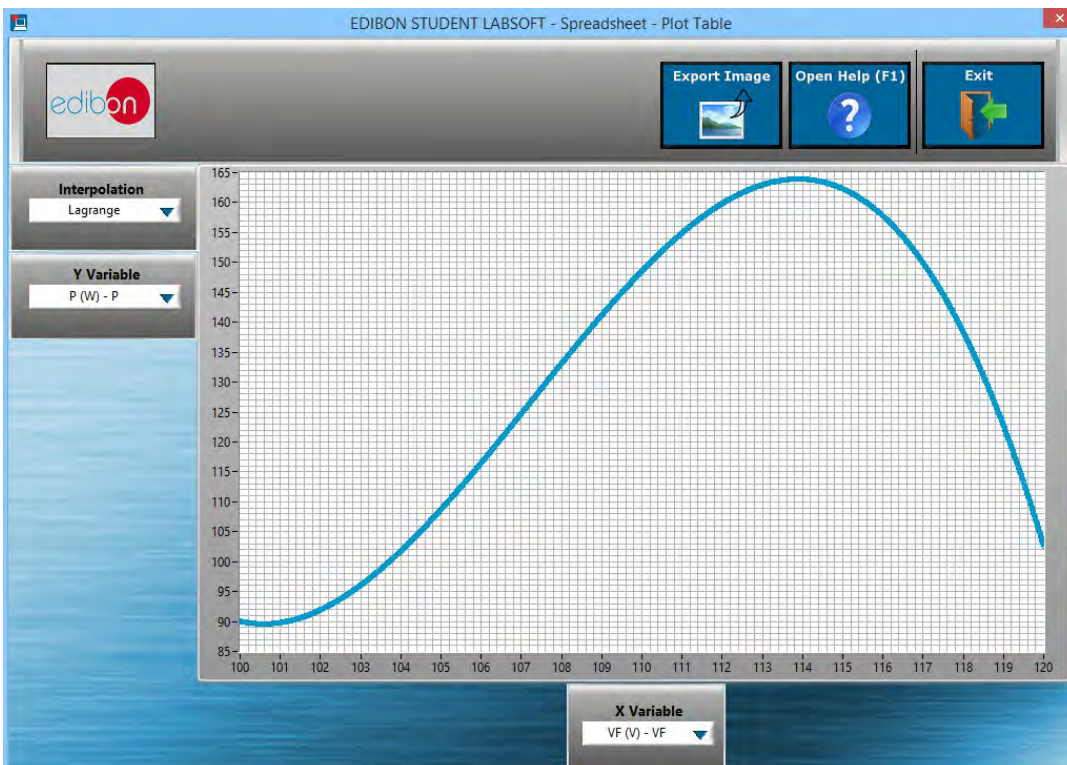 EDIBON STUDENT LABSOFT - Spreadsheet - Plot Table
edibon
Export Image
Open Help (F1)
?
Exit
Interpolation
Lagrange
Y Variable
P (W) - P
165
160
155
150
145
140
135
130
125
120
115
110
105
100
95
90
85
100 101 102 103 104 105 106 107 108 109 110 111 112 113 114 115 116 117 118 119 120
X Variable
VF (V) - VF